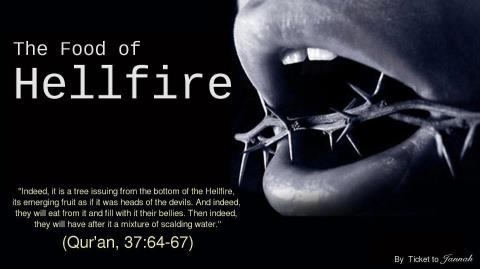 The Food of
Hellfire
"Indeed, it is a tree issuing from the bottom of the Hellfire,
its emerging fruit as if it was heads of the devils. And indeed,
they will eat from it and fill with it their bellies. Then indeed,
they will have after it a mixture of scalding water."
(Qur'an, 37:64-67)
By Ticket to Jannah